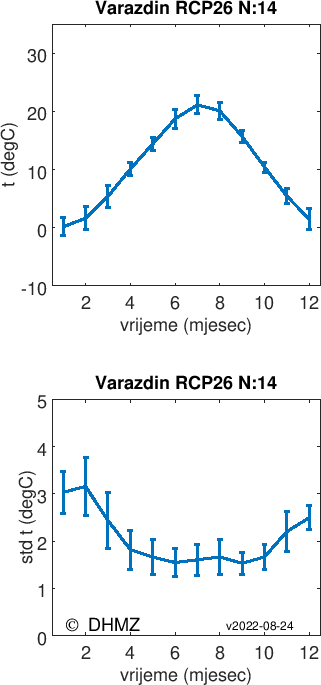 Varazdin RCP26 N:14
30
20
10
0
-10
t (degC)
2 4 6 8 10 12
vrijeme (mjesec)
Varazdin RCP26 N:14
5
4
3
2
1
0
std t (degC)
© DHMZ v2022-08-24
2 4 6 8 10 12
vrijeme (mjesec)